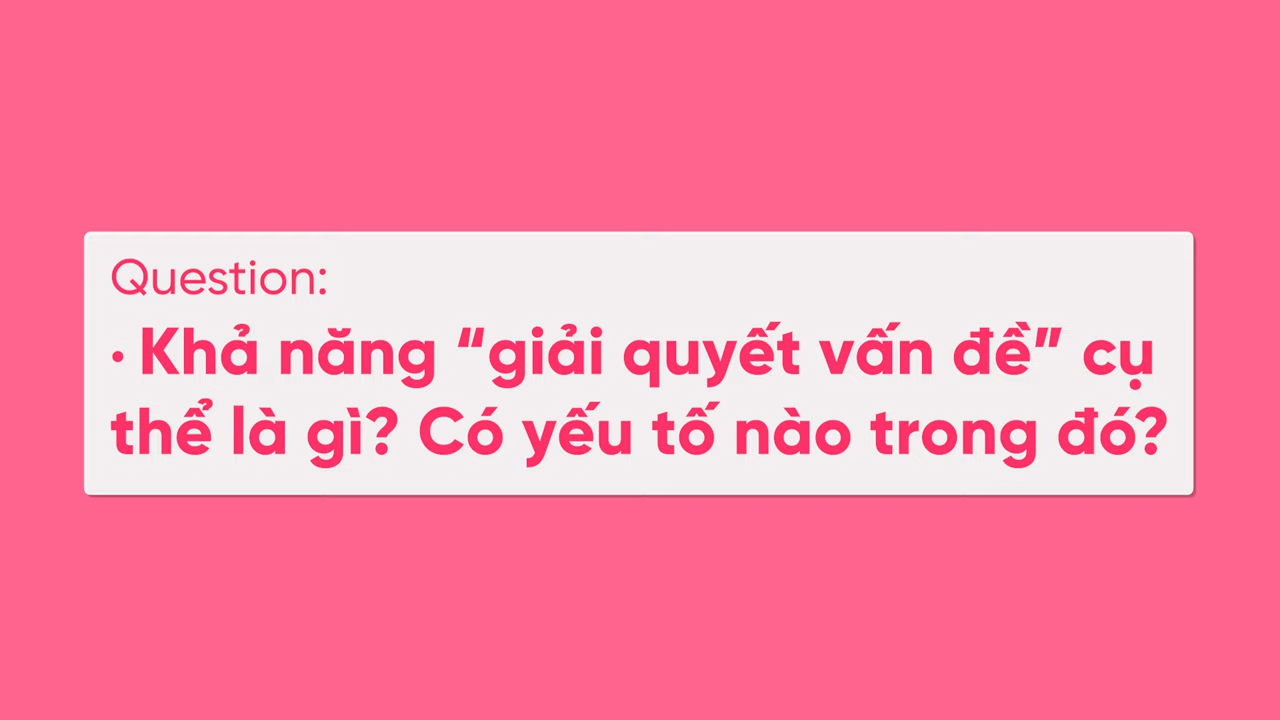 Question:
· Khả năng “giải quyết vấn đề” cụ
thể là gì? Có yếu tố nào trong đó?